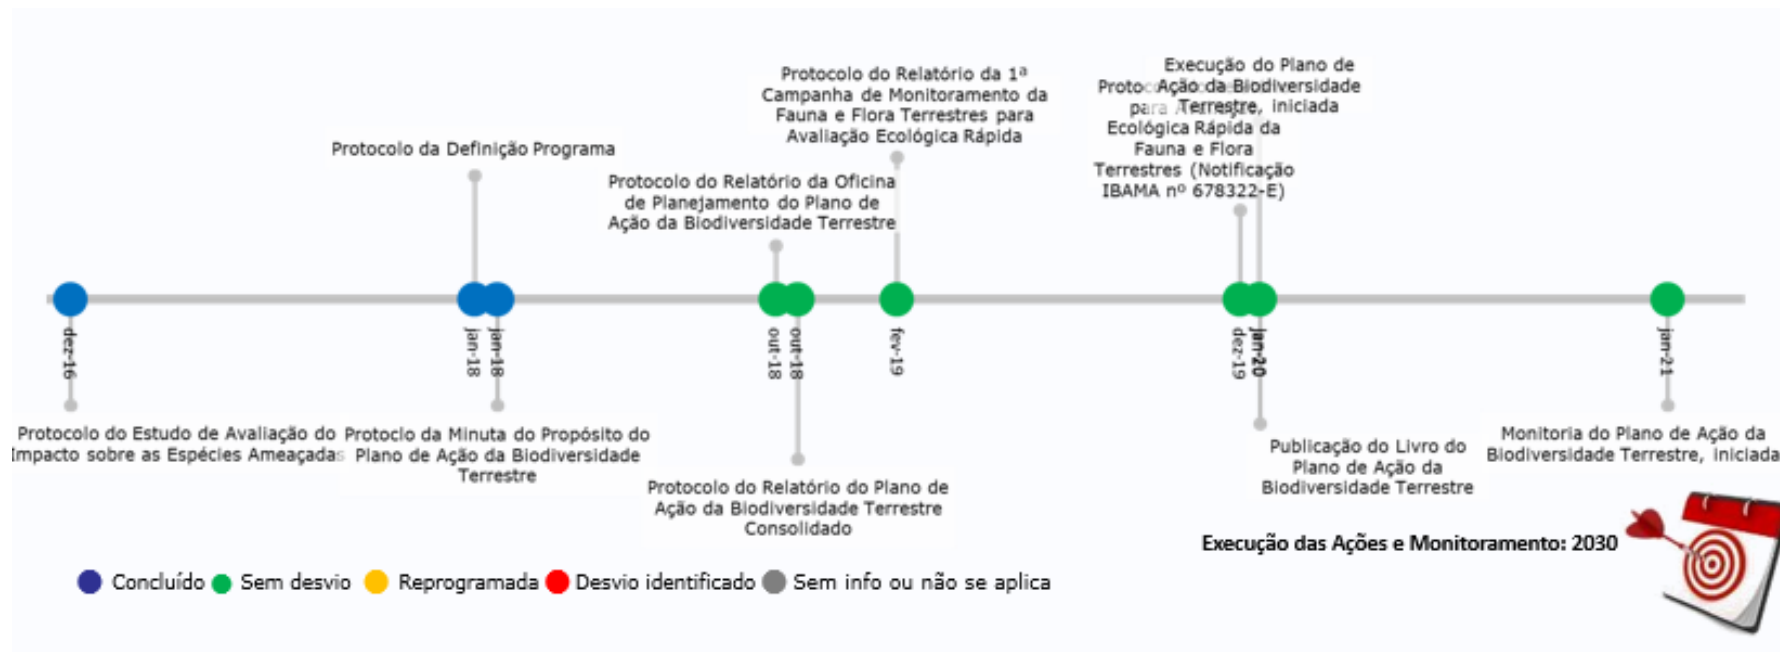 Protocolo da Definição Programa
Protocolo do Relatório da Oficina
de Planejamento do Plano de
Ação da Biodiversidade Terrestre
Protocolo do Relatório da 1ª
Campanha de Monitoramento da
Fauna e Flora Terrestres para
Avaliação Ecológica Rápida
Execução do Plano de
Ação da Biodiversidade
Terrestre, iniciada
para
Ecológica Rápida da
Fauna e Flora
Terrestres (Notificação
IBAMA nº 678322-E)
dez-16
jan-18
jan-18
out-18
out-18
fev-19
dez-19
jan-20
jan-21
Protocolo do Estudo de Avaliação do
Impacto sobre as Espécies Ameaçadas
Protoclo da Minuta do Propósito do
Plano de Ação da Biodiversidade
Terrestre
Protocolo do Relatório do Plano de
Ação da Biodiversidade Terrestre
Consolidado
Publicação do Livro do
Plano de Ação da
Biodiversidade Terrestre
Monitoria do Plano de Ação da
Biodiversidade Terrestre, iniciada
Execução das Ações e Monitoramento: 2030
Concluído
Sem desvio
Reprogramada
Desvio identificado
Sem info ou não se aplica